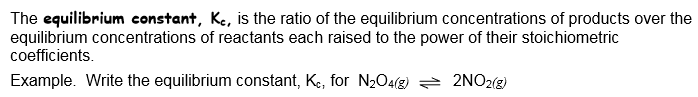 The equilibrium constant, Kc, is the ratio of the equilibrium concentrations of products over the
equilibrium concentrations of reactants each raised to the power of their stoichiometric
coefficients.
Example.  Write the equilibrium constant, Kc, for  N2O4(g) ⇌ 2NO2(g)